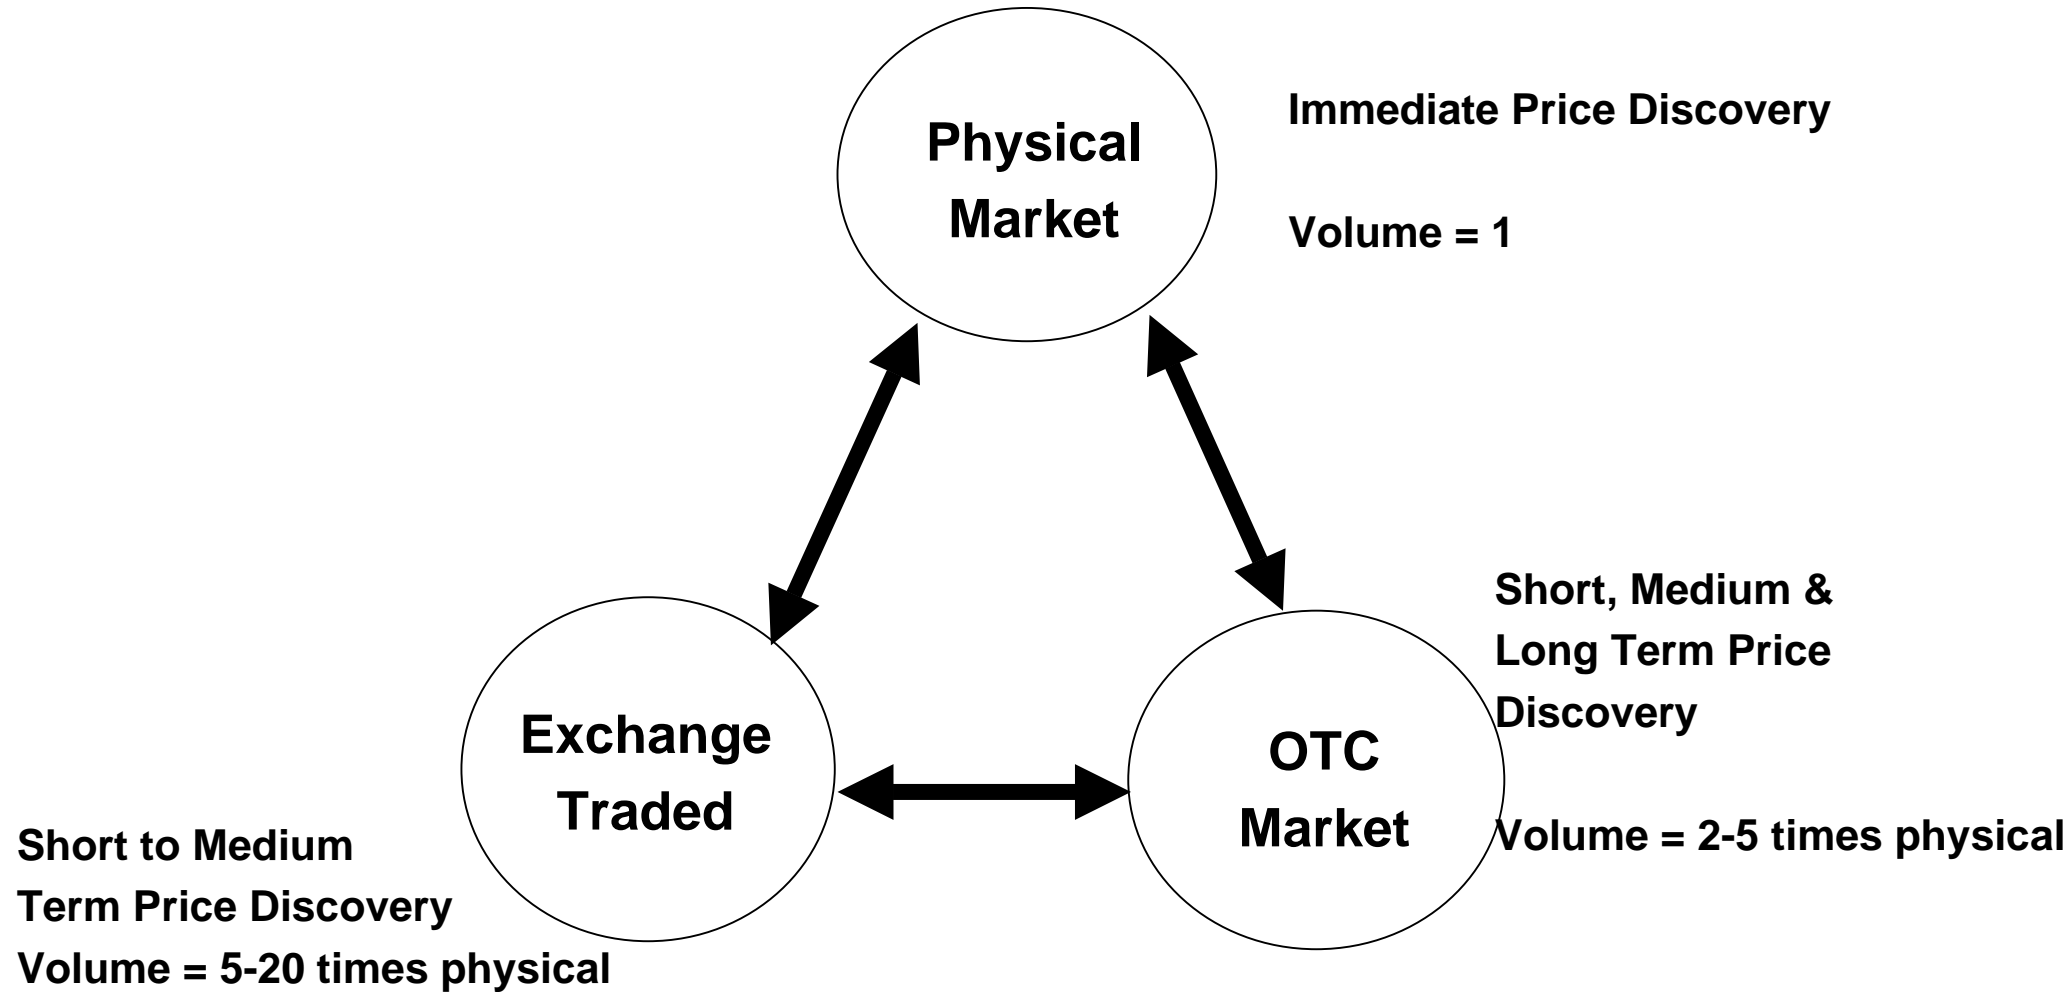 Physical
Market
Immediate Price Discovery
Volume = 1
Short, Medium &
Long Term Price
Discovery
Volume = 2-5 times physical
OTC
Market
Exchange
Traded
Short to Medium
Term Price Discovery
Volume = 5-20 times physical